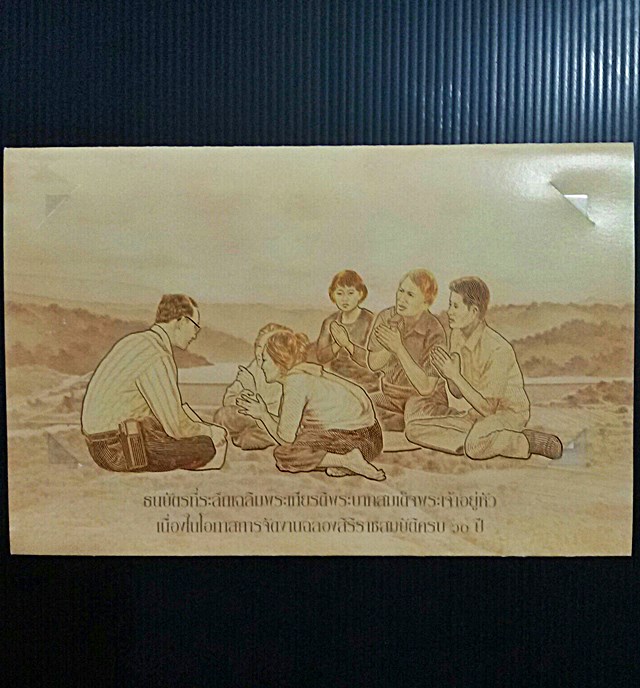 ธนบัตรที่ระลึกเฉลิมพระเกียรติพระบาทสมเด็จพระเจ้าอยู่หัว
เนื่องในโอกาสการจัดงานฉลองสิริราชสมบัติครบ ๖๐ ปี